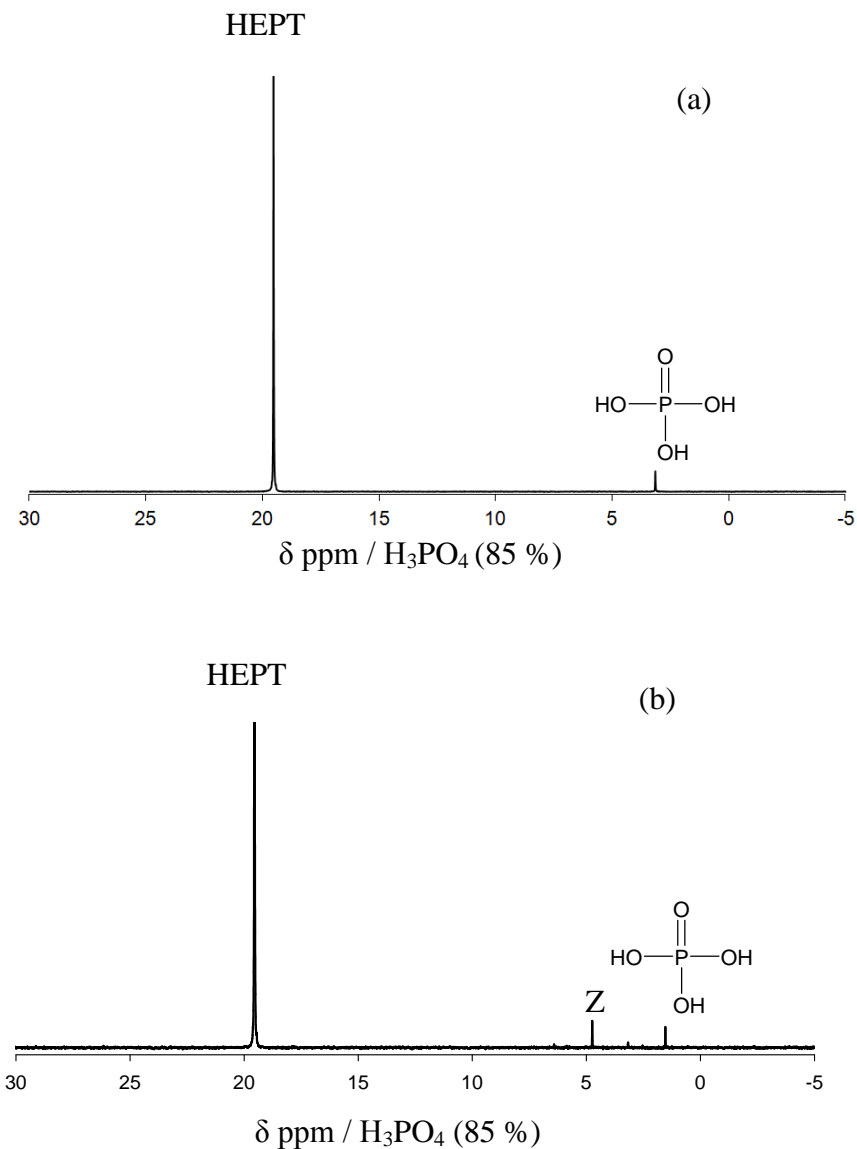 HEPT
(a)
O
HO P OH
OH
30 25 20 15 10 5 0 -5
δ ppm / H₃PO₄ (85 %)
HEPT
(b)
O
HO P OH
Z
OH
30 25 20 15 10 5 0 -5
δ ppm / H₃PO₄ (85 %)